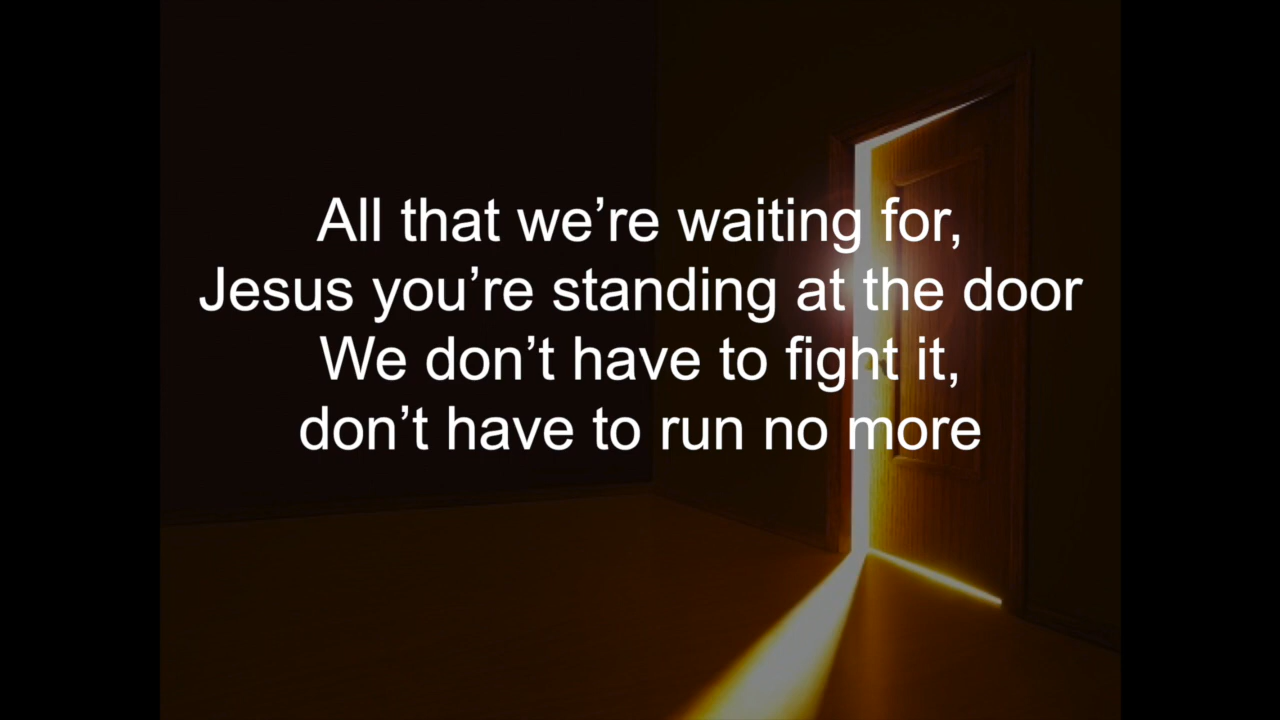 All that we’re waiting for,
Jesus you’re standing at the door
We don’t have to fight it,
don’t have to run no more